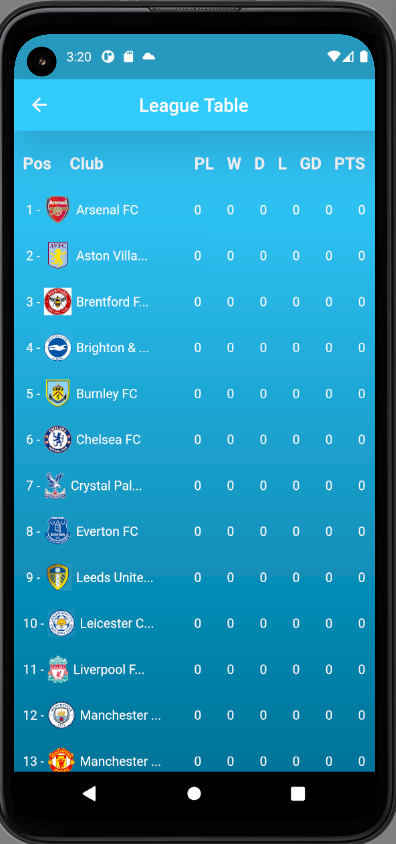 3:20
League Table
Pos Club PL W D L GD PTS
1 - Arsenal FC 0 0 0 0 0 0
2 - Aston Villa... 0 0 0 0 0 0
3 - Brentford F... 0 0 0 0 0 0
4 - Brighton & ... 0 0 0 0 0 0
5 - Burnley FC 0 0 0 0 0 0
6 - Chelsea FC 0 0 0 0 0 0
7 - Crystal Pal... 0 0 0 0 0 0
8 - Everton FC 0 0 0 0 0 0
9 - Leeds Unite... 0 0 0 0 0 0
10 - Leicester C... 0 0 0 0 0 0
11 - Liverpool F... 0 0 0 0 0 0
12 - Manchester ... 0 0 0 0 0 0
13 - Manchester ... 0 0 0 0 0 0